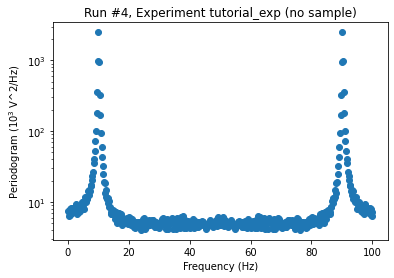 Run #4, Experiment tutorial_exp (no sample)
Periodogram (10³ V^2/Hz)
10³
10²
10¹
0 20 40 60 80 100
Frequency (Hz)